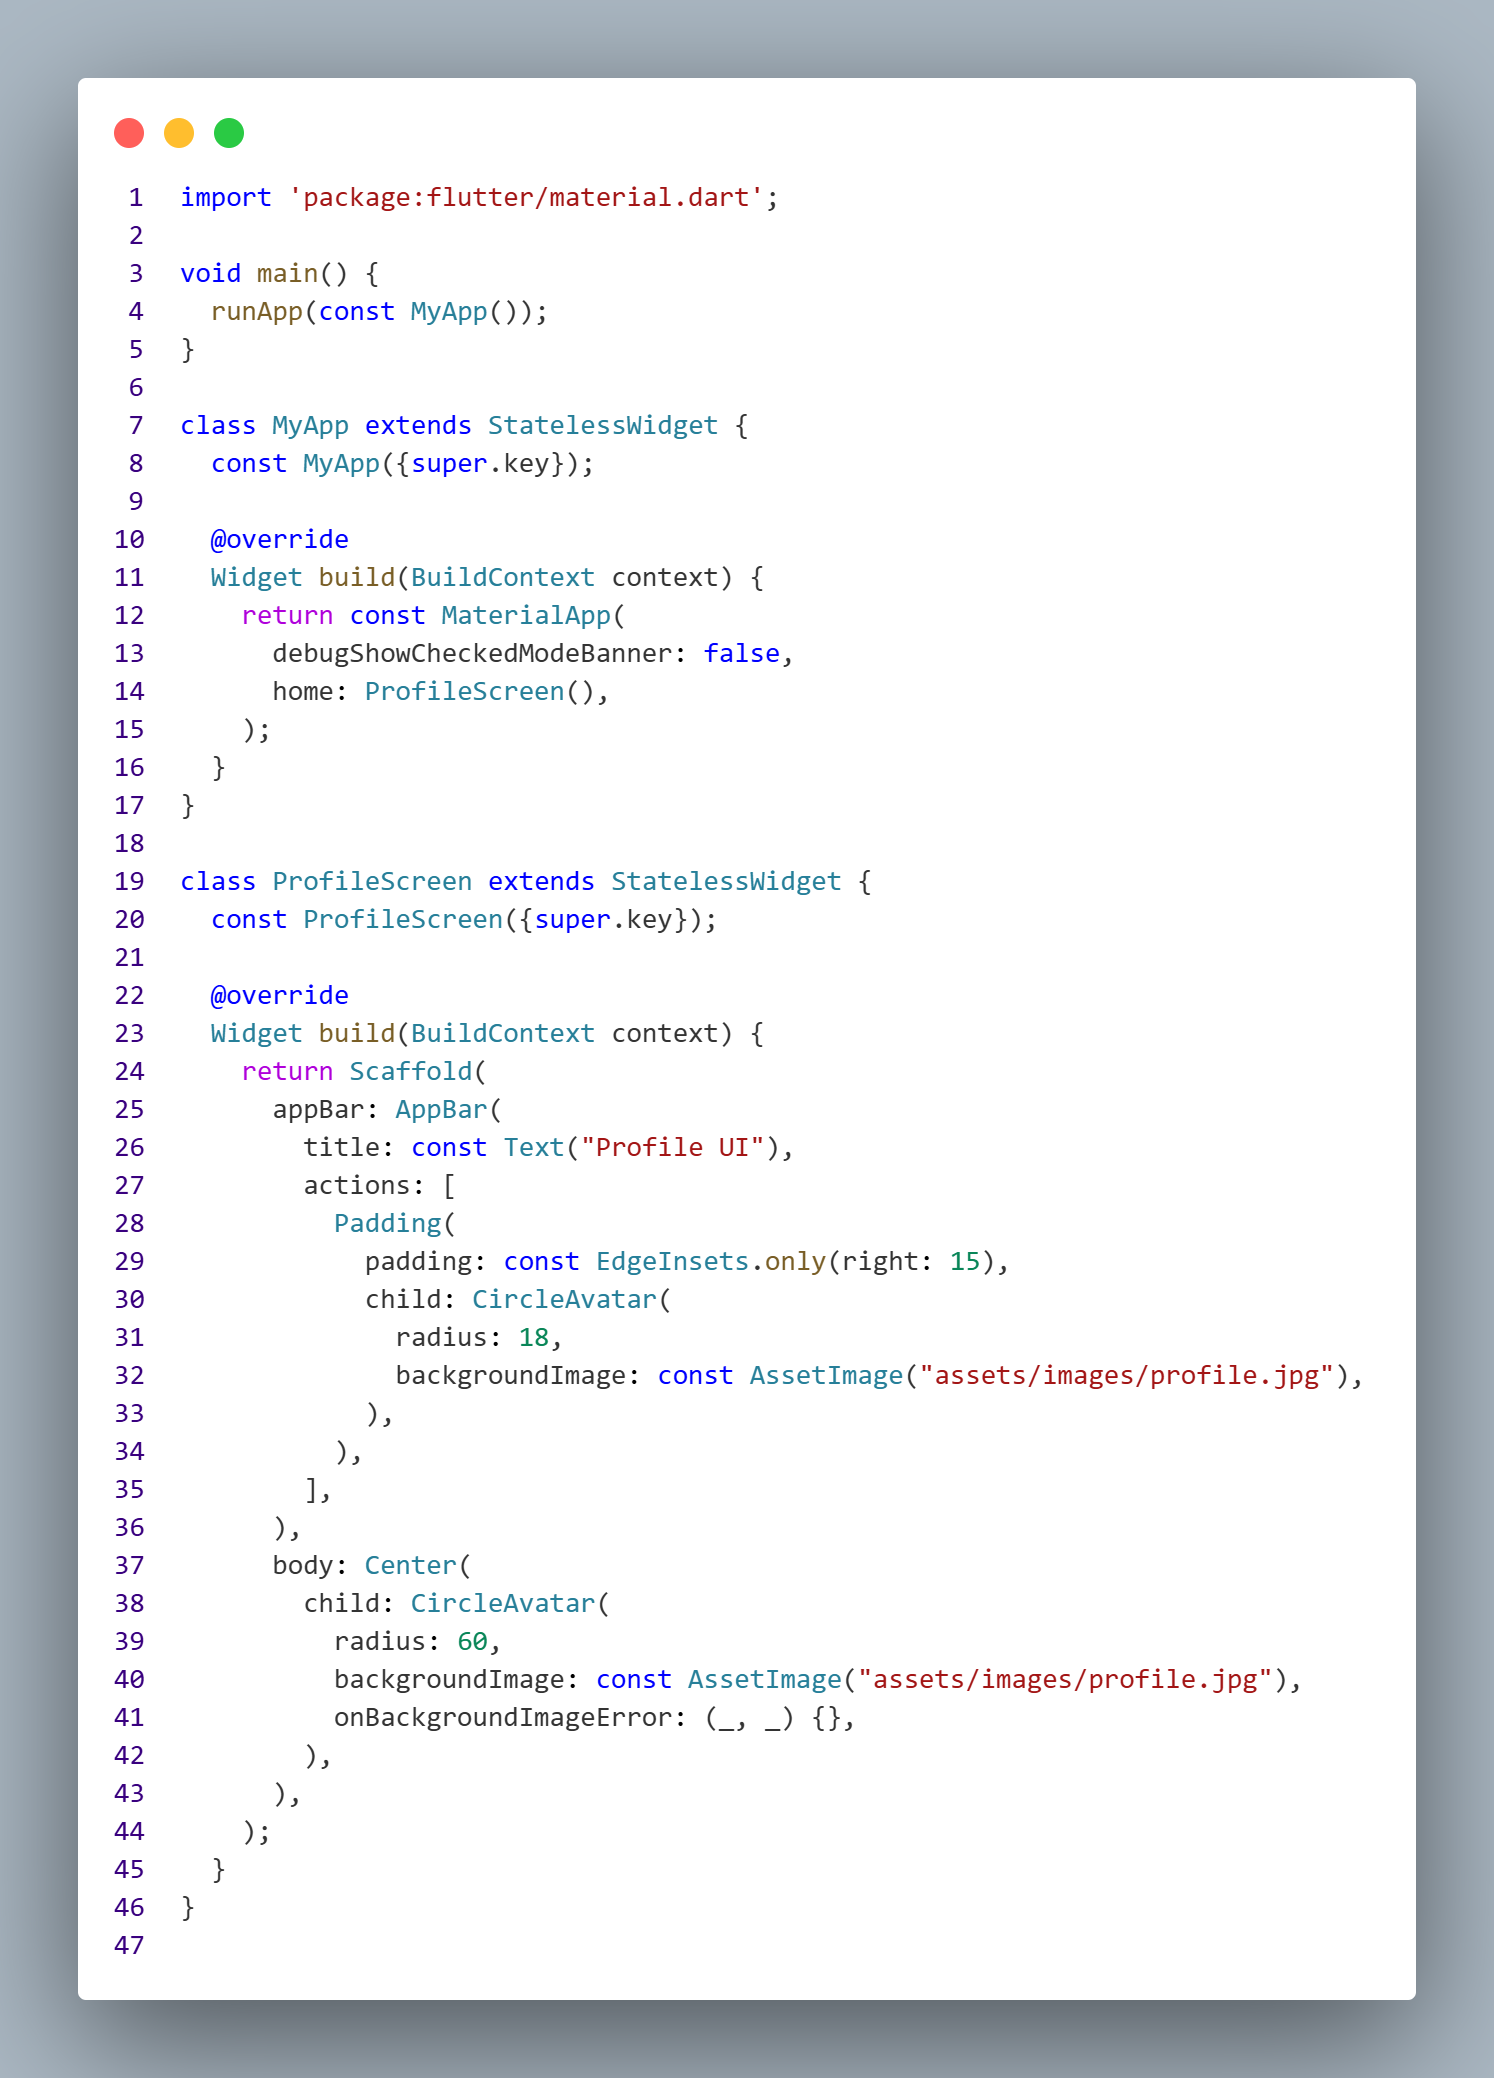 1 import 'package:flutter/material.dart';
2
3 void main() {
4   runApp(const MyApp());
5 }
6
7 class MyApp extends StatelessWidget {
8   const MyApp({super.key});
9
10   @override
11   Widget build(BuildContext context) {
12     return const MaterialApp(
13       debugShowCheckedModeBanner: false,
14       home: ProfileScreen(),
15     );
16   }
17 }
18
19 class ProfileScreen extends StatelessWidget {
20   const ProfileScreen({super.key});
21
22   @override
23   Widget build(BuildContext context) {
24     return Scaffold(
25       appBar: AppBar(
26         title: const Text("Profile UI"),
27         actions: [
28           Padding(
29             padding: const EdgeInsets.only(right: 15),
30             child: CircleAvatar(
31               radius: 18,
32               backgroundImage: const AssetImage("assets/images/profile.jpg"),
33             ),
34           ),
35         ],
36       ),
37       body: Center(
38         child: CircleAvatar(
39           radius: 60,
40           backgroundImage: const AssetImage("assets/images/profile.jpg"),
41           onBackgroundImageError: (_, _) {},
42         ),
43       ),
44     );
45   }
46 }
47